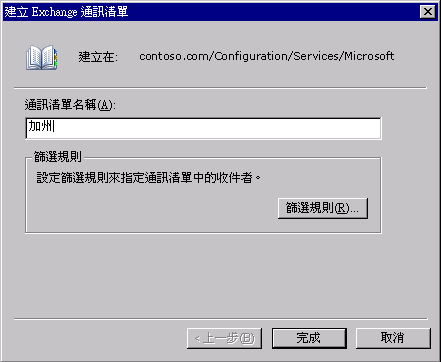 建立 Exchange 通訊清單
建立在: contoso.com/Configuration/Services/Microsoft
通訊清單名稱(A):
加州
篩選規則
設定篩選規則來指定通訊清單中的收件者。
篩選規則(R)...
<上一步(B)
完成
取消